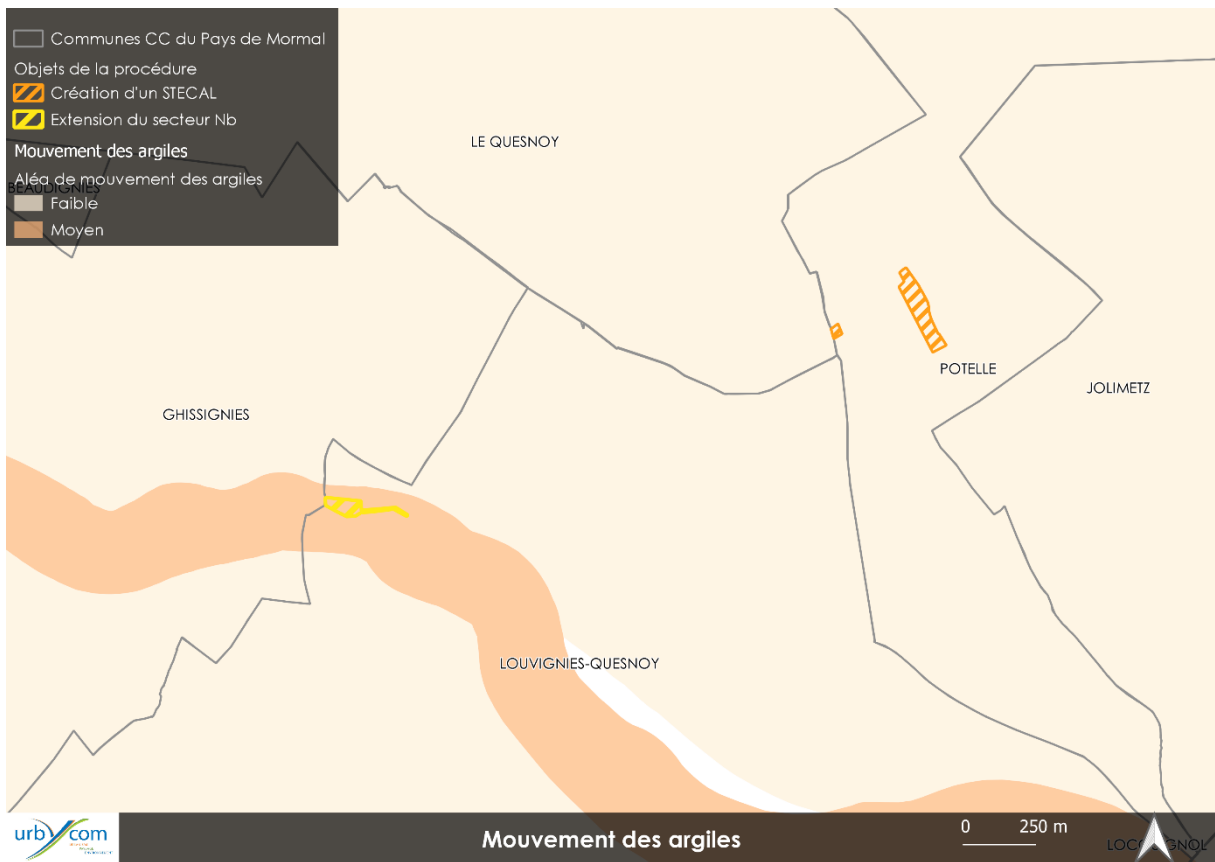 Communes CC du Pays de Mormal
Objets de la procédure
Création d'un STECAL
Extension du secteur Nb
Mouvement des argiles
Aléa de mouvement des argiles
BEAUDIGNIES
Faible
Moyen
LE QUESNOY
POTELLE
JOLIMETZ
GHISSIGNIES
LOUVIGNIES-QUESNOY
urbycom
Mouvement des argiles
0 250 m